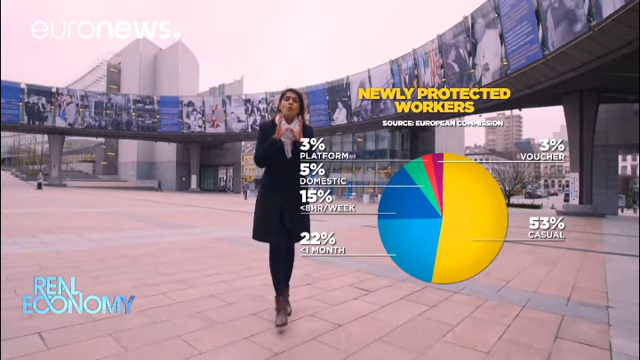 euronews.
NEWLY PROTECTED
WORKERS
SOURCE: EUROPEAN COMMISSION
3%
PLATFORM
5%
DOMESTIC
15%
<8HR/WEEK
22%
<1 MONTH
3%
VOUCHER
53%
CASUAL
REAL
ECONOMY